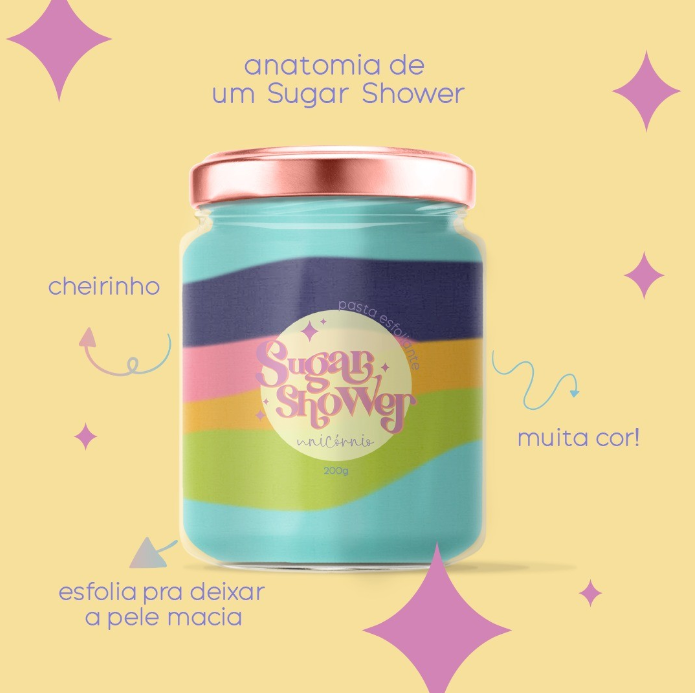 anatomia de
um Sugar Shower
cheirinho
pasta esfoliante
Sugar
Shower
unicórnio
200g
muita cor!
esfolia pra deixar
a pele macia